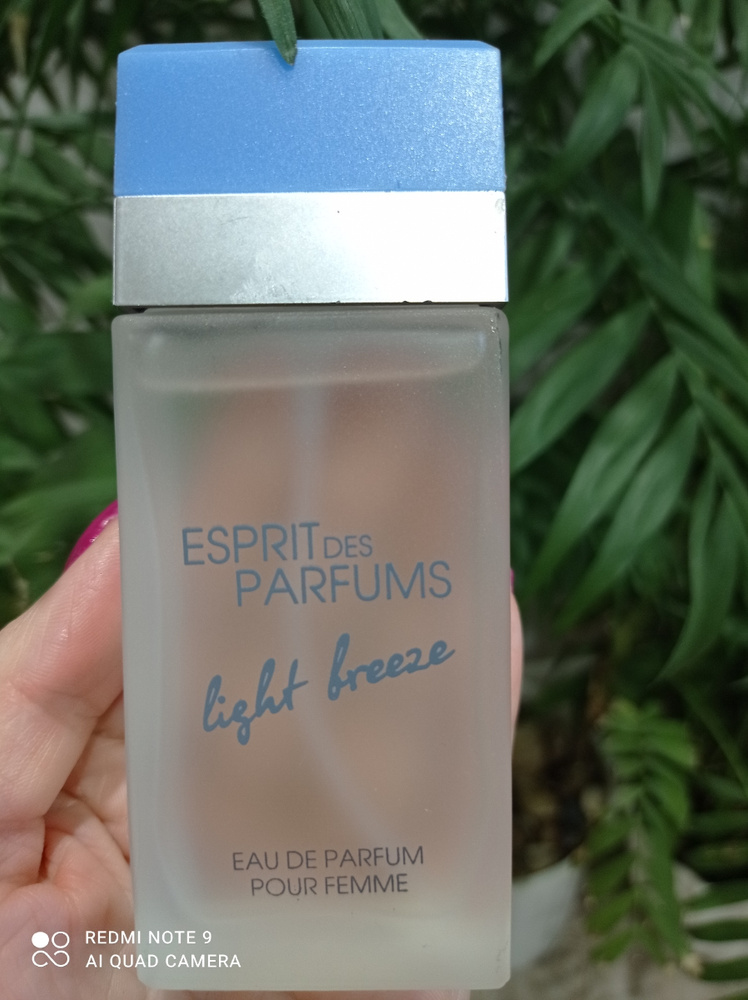 ESPRIT DES
PARFUMS
light breeze
EAU DE PARFUM
POUR FEMME
REDMI NOTE 9
AI QUAD CAMERA